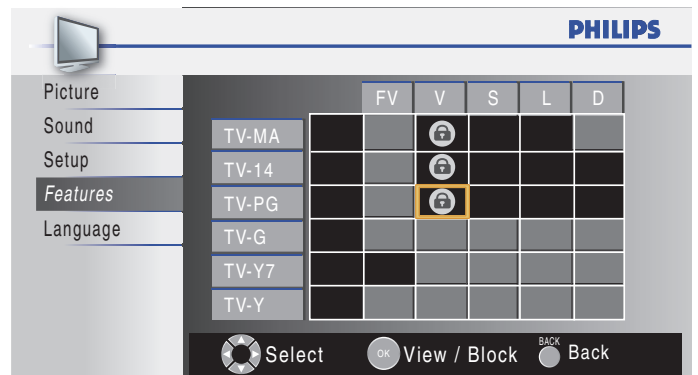 PHILIPS
Picture
Sound
Setup
Features
Language
FV V S L D
TV-MA
TV-14
TV-PG
TV-G
TV-Y7
TV-Y
Select OK View / Block BACK Back